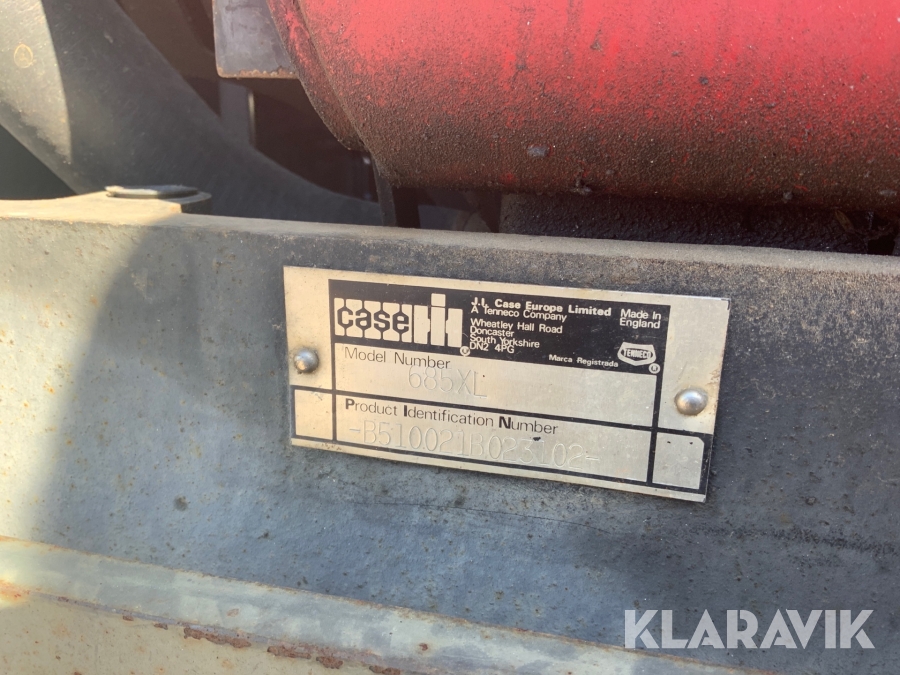 case IH
J.I. Case Europe Limited
A Tenneco Company
Wheatley Hall Road
Doncaster
South Yorkshire
DN2 4PG
Made in
England
Marca Registrada
TENNECO
Model Number
685XL
Product Identification Number
-B510021B023102-
KLARAVIK